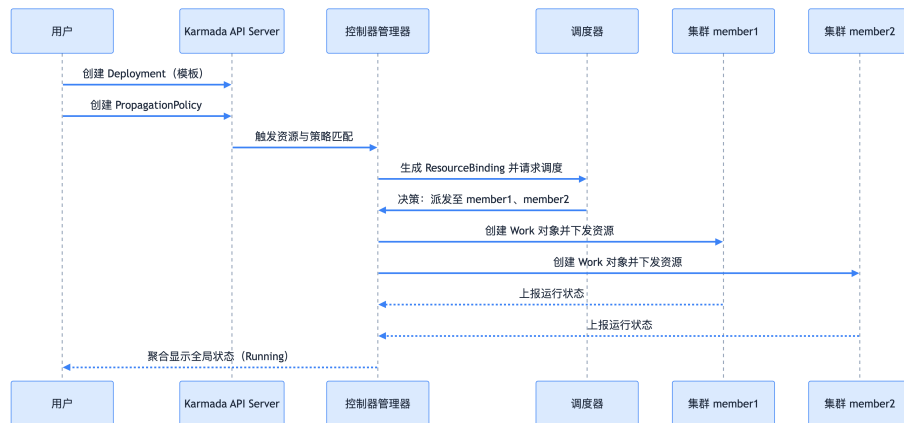 用户
Karmada API Server
控制器管理器
调度器
集群 member1
集群 member2
创建 Deployment（模板）
创建 PropagationPolicy
触发资源与策略匹配
生成 ResourceBinding 并请求调度
决策：派发至 member1、member2
创建 Work 对象并下发资源
创建 Work 对象并下发资源
上报运行状态
上报运行状态
聚合显示全局状态（Running）
用户
Karmada API Server
控制器管理器
调度器
集群 member1
集群 member2